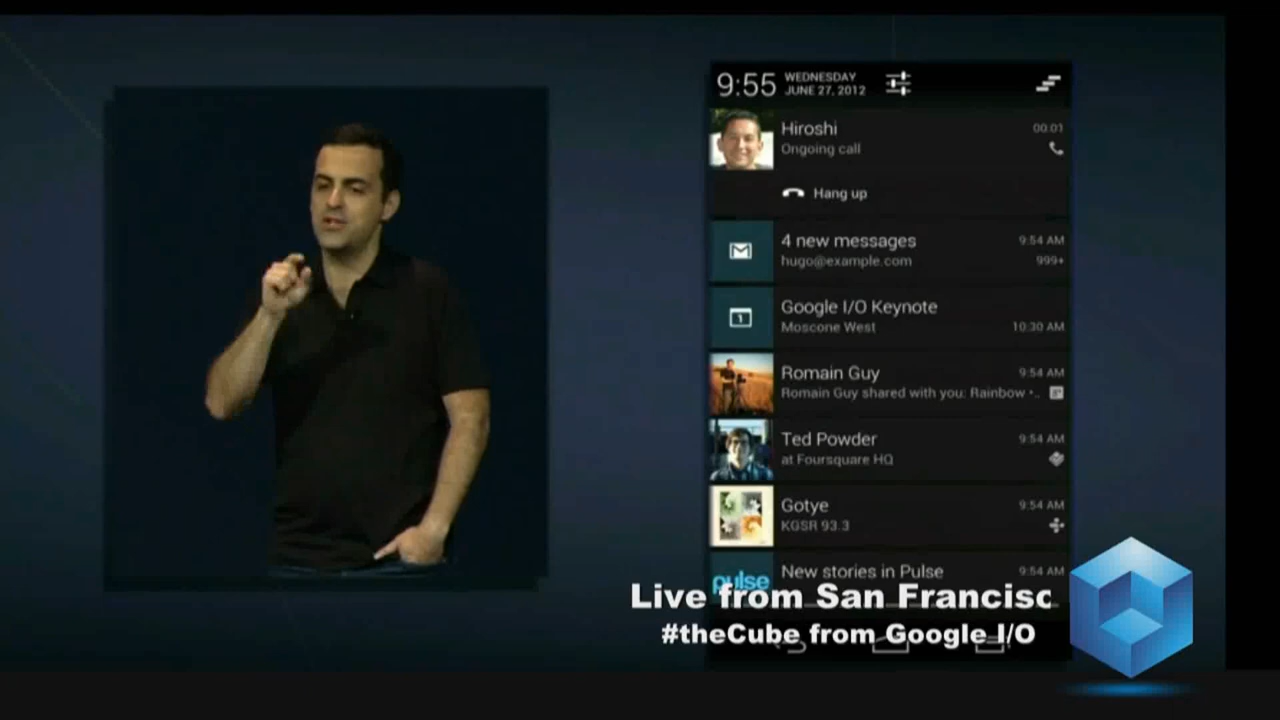 9:55
WEDNESDAY
JUNE 27, 2012
Hiroshi
00:01
Ongoing call
Hang up
4 new messages
9:54 AM
hugo@example.com
999+
Google I/O Keynote
Moscone West
10:30 AM
Romain Guy
9:54 AM
Romain Guy shared with you: Rainbow •..
Ted Powder
9:54 AM
at Foursquare HQ
Gotye
9:54 AM
KGSR 93.3
pulse
New stories in Pulse
9:54 AM
Live from San Francisc
#theCube from Google I/O